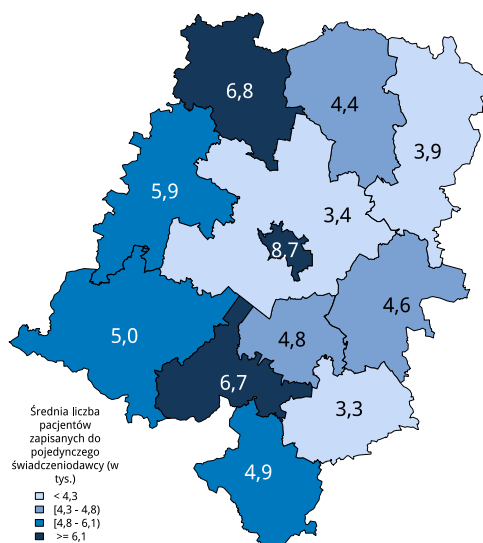 6,8
4,4
3,9
5,9
3,4
8,7
4,6
5,0
4,8
6,7
3,3
4,9
Średnia liczba
pacjentów
zapisanych do
pojedynczego
świadczeniodawcy (w
tys.)
< 4,3
[4,3 - 4,8)
[4,8 - 6,1)
>= 6,1